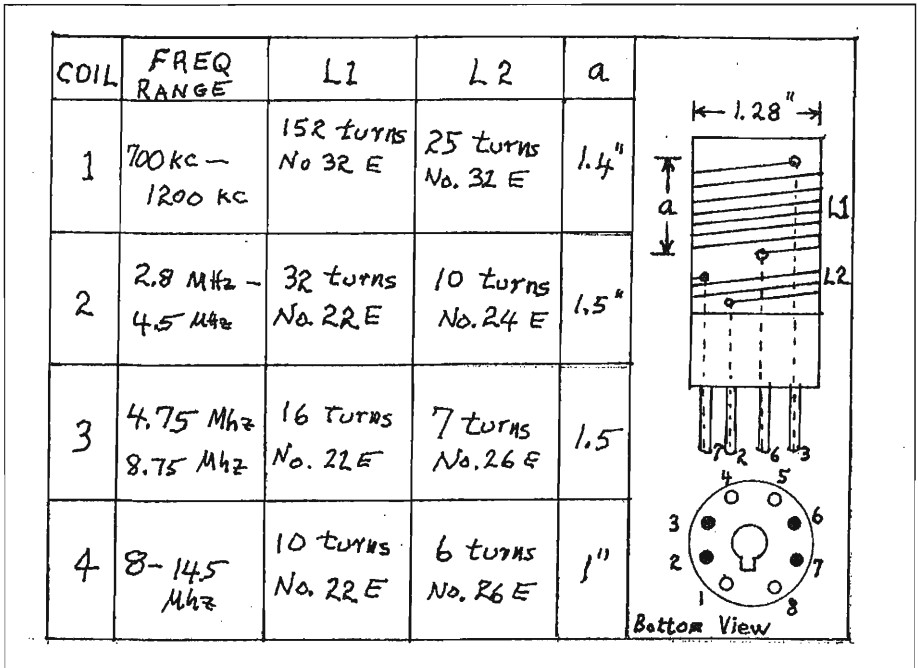 COIL FREQ RANGE L1 L2 a
1 700 KC – 1200 KC 152 turns No 32 E 25 turns No. 32 E 1.4"
2 2.8 MHz – 4.5 MHz 32 turns No. 22 E 10 turns No. 24 E 1.5"
3 4.75 Mhz 8.75 Mhz 16 Turns No. 22 E 7 turns No. 26 E 1.5
4 8–14.5 Mhz 10 turns No. 22 E 6 turns No. 26 E 1"
1.28"
a
L1
L2
7 2 6 3
4 5
3 6
2 7
1 8
Bottom View